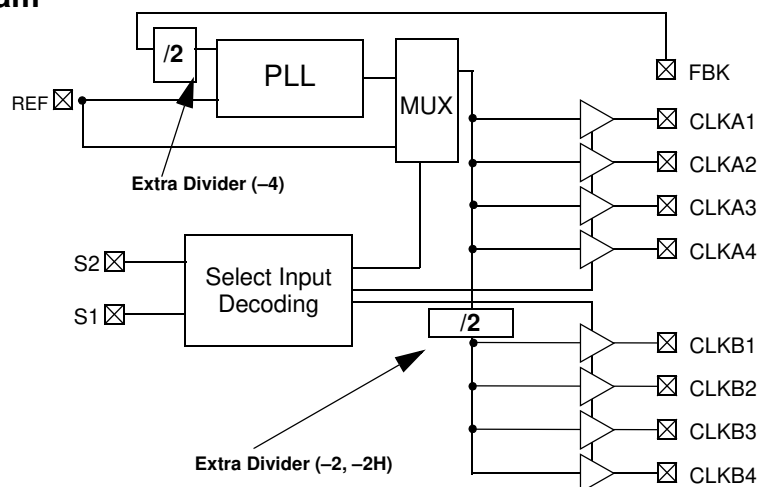 /2
PLL
MUX
FBK
REF
CLKA1
CLKA2
CLKA3
CLKA4
Extra Divider (–4)
S2
S1
Select Input
Decoding
/2
CLKB1
CLKB2
CLKB3
CLKB4
Extra Divider (–2, –2H)